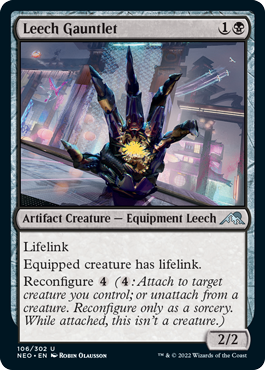 Leech Gauntlet 1
Artifact Creature — Equipment Leech
Lifelink
Equipped creature has lifelink.
Reconfigure 4 (4: Attach to target
creature you control; or unattach from a
creature. Reconfigure only as a sorcery.
While attached, this isn't a creature.)
2/2
106/302 U
NEO • EN Robin Olausson
™ & © 2022 Wizards of the Coast